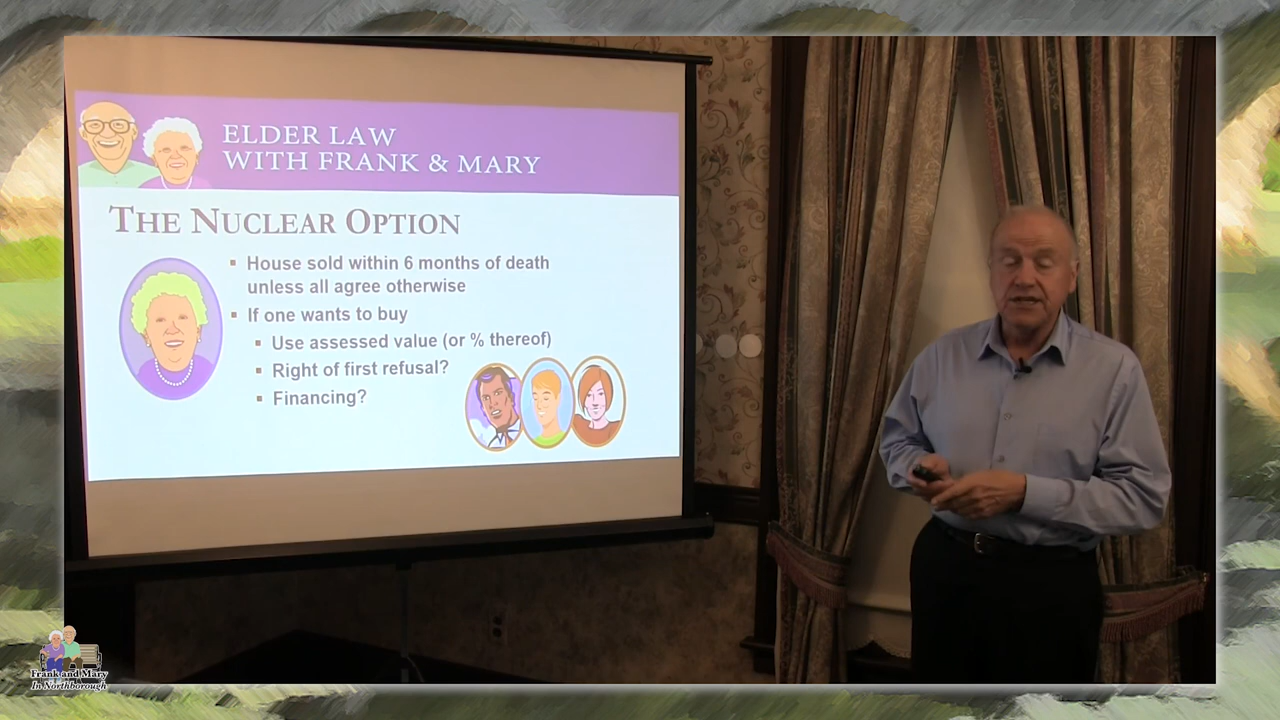 ELDER LAW
WITH FRANK & MARY
THE NUCLEAR OPTION
▪ House sold within 6 months of death
unless all agree otherwise
▪ If one wants to buy
▪ Use assessed value (or % thereof)
▪ Right of first refusal?
▪ Financing?
Frank and Mary
In Northborough